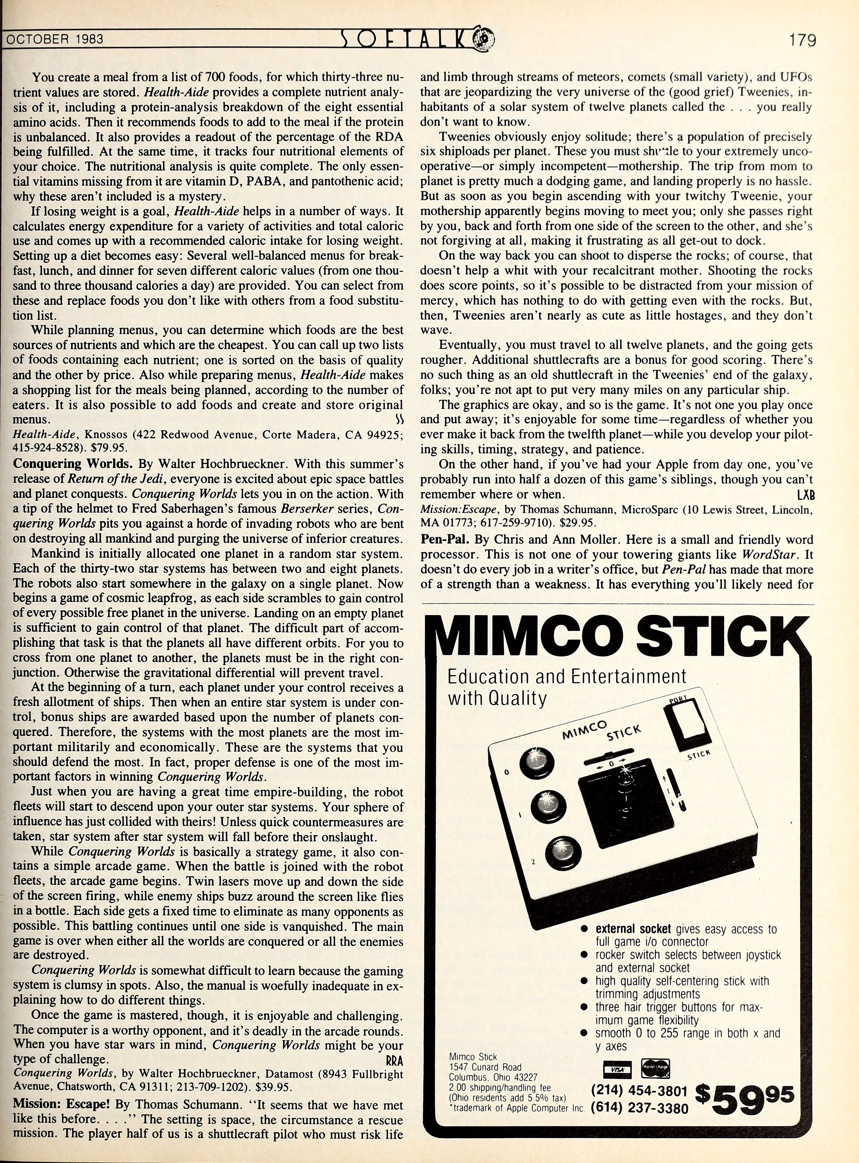 OCTOBER 1983
SOFTALK
179
You create a meal from a list of 700 foods, for which thirty-three nu-
trient values are stored. Health-Aide provides a complete nutrient analy-
sis of it, including a protein-analysis breakdown of the eight essential
amino acids. Then it recommends foods to add to the meal if the protein
is unbalanced. It also provides a readout of the percentage of the RDA
being fulfilled. At the same time, it tracks four nutritional elements of
your choice. The nutritional analysis is quite complete. The only essen-
tial vitamins missing from it are vitamin D, PABA, and pantothenic acid;
why these aren't included is a mystery.
If losing weight is a goal, Health-Aide helps in a number of ways. It
calculates energy expenditure for a variety of activities and total caloric
use and comes up with a recommended caloric intake for losing weight.
Setting up a diet becomes easy: Several well-balanced menus for break-
fast, lunch, and dinner for seven different caloric values (from one thou-
sand to three thousand calories a day) are provided. You can select from
these and replace foods you don't like with others from a food substitu-
tion list.
While planning menus, you can determine which foods are the best
sources of nutrients and which are the cheapest. You can call up two lists
of foods containing each nutrient; one is sorted on the basis of quality
and the other by price. Also while preparing menus, Health-Aide makes
a shopping list for the meals being planned, according to the number of
eaters. It is also possible to add foods and create and store original
menus. SS
Health-Aide, Knossos (422 Redwood Avenue, Corte Madera, CA 94925;
415-924-8528). $79.95.
Conquering Worlds. By Walter Hochbrueckner. With this summer's
release of Return of the Jedi, everyone is excited about epic space battles
and planet conquests. Conquering Worlds lets you in on the action. With
a tip of the helmet to Fred Saberhagen's famous Berserker series, Con-
quering Worlds pits you against a horde of invading robots who are bent
on destroying all mankind and purging the universe of inferior creatures.
Mankind is initially allocated one planet in a random star system.
Each of the thirty-two star systems has between two and eight planets.
The robots also start somewhere in the galaxy on a single planet. Now
begins a game of cosmic leapfrog, as each side scrambles to gain control
of every possible free planet in the universe. Landing on an empty planet
is sufficient to gain control of that planet. The difficult part of accom-
plishing that task is that the planets all have different orbits. For you to
cross from one planet to another, the planets must be in the right con-
junction. Otherwise the gravitational differential will prevent travel.
At the beginning of a turn, each planet under your control receives a
fresh allotment of ships. Then when an entire star system is under con-
trol, bonus ships are awarded based upon the number of planets con-
quered. Therefore, the systems with the most planets are the most im-
portant militarily and economically. These are the systems that you
should defend the most. In fact, proper defense is one of the most im-
portant factors in winning Conquering Worlds.
Just when you are having a great time empire-building, the robot
fleets will start to descend upon your outer star systems. Your sphere of
influence has just collided with theirs! Unless quick countermeasures are
taken, star system after star system will fall before their onslaught.
While Conquering Worlds is basically a strategy game, it also con-
tains a simple arcade game. When the battle is joined with the robot
fleets, the arcade game begins. Twin lasers move up and down the side
of the screen firing, while enemy ships buzz around the screen like flies
in a bottle. Each side gets a fixed time to eliminate as many opponents as
possible. This battling continues until one side is vanquished. The main
game is over when either all the worlds are conquered or all the enemies
are destroyed.
Conquering Worlds is somewhat difficult to learn because the gaming
system is clumsy in spots. Also, the manual is woefully inadequate in ex-
plaining how to do different things.
Once the game is mastered, though, it is enjoyable and challenging.
The computer is a worthy opponent, and it's deadly in the arcade rounds.
When you have star wars in mind, Conquering Worlds might be your
type of challenge. RRA
Conquering Worlds, by Walter Hochbrueckner, Datamost (8943 Fullbright
Avenue, Chatsworth, CA 91311; 213-709-1202). $39.95.
Mission: Escape! By Thomas Schumann. "It seems that we have met
like this before. . . ." The setting is space, the circumstance a rescue
mission. The player half of us is a shuttlecraft pilot who must risk life
and limb through streams of meteors, comets (small variety), and UFOs
that are jeopardizing the very universe of the (good grief) Tweenies, in-
habitants of a solar system of twelve planets called the . . . you really
don't want to know.
Tweenies obviously enjoy solitude; there's a population of precisely
six shiploads per planet. These you must shuttle to your extremely unco-
operative—or simply incompetent—mothership. The trip from mom to
planet is pretty much a dodging game, and landing properly is no hassle.
But as soon as you begin ascending with your twitchy Tweenie, your
mothership apparently begins moving to meet you; only she passes right
by you, back and forth from one side of the screen to the other, and she's
not forgiving at all, making it frustrating as all get-out to dock.
On the way back you can shoot to disperse the rocks; of course, that
doesn't help a whit with your recalcitrant mother. Shooting the rocks
does score points, so it's possible to be distracted from your mission of
mercy, which has nothing to do with getting even with the rocks. But,
then, Tweenies aren't nearly as cute as little hostages, and they don't
wave.
Eventually, you must travel to all twelve planets, and the going gets
rougher. Additional shuttlecrafts are a bonus for good scoring. There's
no such thing as an old shuttlecraft in the Tweenies' end of the galaxy,
folks; you're not apt to put very many miles on any particular ship.
The graphics are okay, and so is the game. It's not one you play once
and put away; it's enjoyable for some time—regardless of whether you
ever make it back from the twelfth planet—while you develop your pilot-
ing skills, timing, strategy, and patience.
On the other hand, if you've had your Apple from day one, you've
probably run into half a dozen of this game's siblings, though you can't
remember where or when. LXB
Mission:Escape, by Thomas Schumann, MicroSparc (10 Lewis Street, Lincoln,
MA 01773; 617-259-9710). $29.95.
Pen-Pal. By Chris and Ann Moller. Here is a small and friendly word
processor. This is not one of your towering giants like WordStar. It
doesn't do every job in a writer's office, but Pen-Pal has made that more
of a strength than a weakness. It has everything you'll likely need for
MIMCO STICK
Education and Entertainment
with Quality
MIMCO
STICK
PORT
STICK
0
1
2
0
● external socket gives easy access to
full game i/o connector
● rocker switch selects between joystick
and external socket
● high quality self-centering stick with
trimming adjustments
● three hair trigger buttons for max-
imum game flexibility
● smooth 0 to 255 range in both x and
y axes
Mimco Stick
1547 Cunard Road
Columbus, Ohio 43227
2.00 shipping/handling fee
(Ohio residents add 5.5% tax)
*trademark of Apple Computer Inc.
VISA
master charge
(214) 454-3801
(614) 237-3380
$59.95